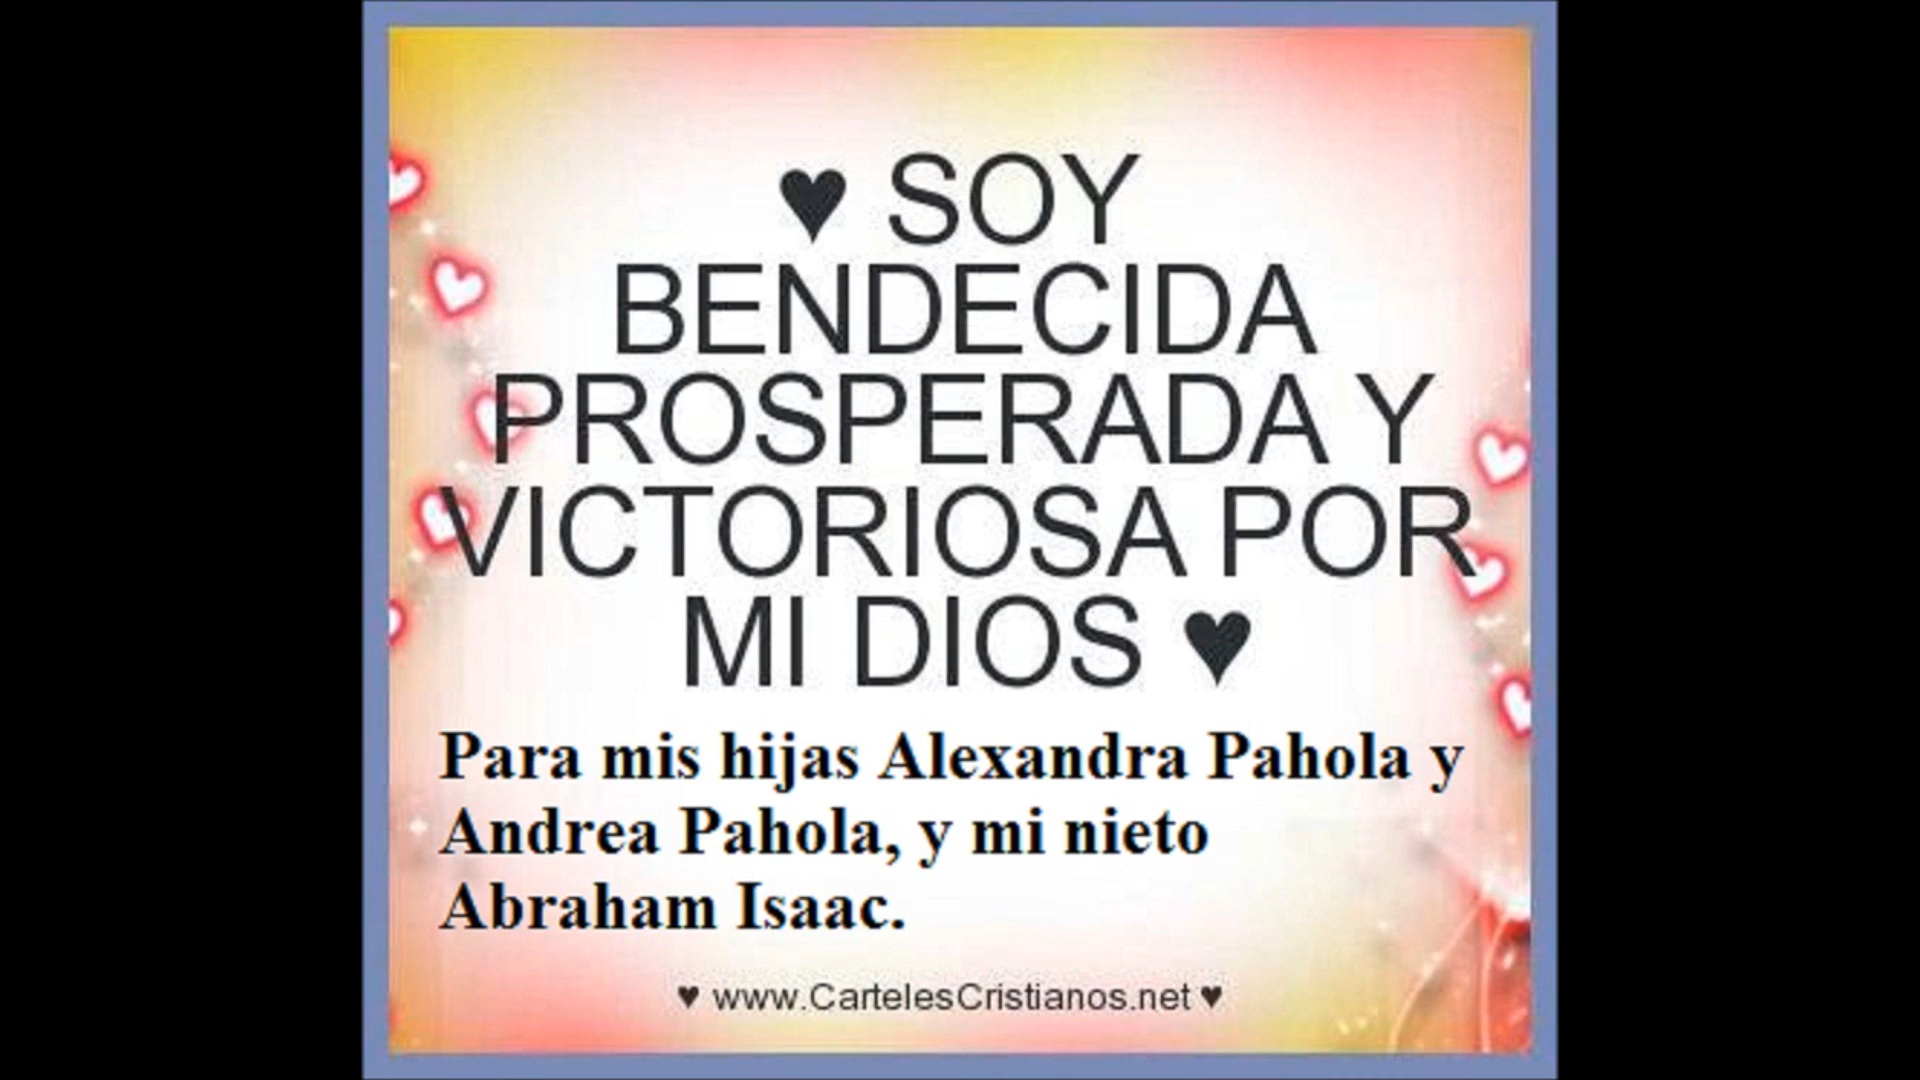 ♥ SOY
BENDECIDA
PROSPERADA Y
VICTORIOSA POR
MI DIOS ♥
Para mis hijas Alexandra Pahola y
Andrea Pahola, y mi nieto
Abraham Isaac.
♥ www.CartelesCristianos.net ♥